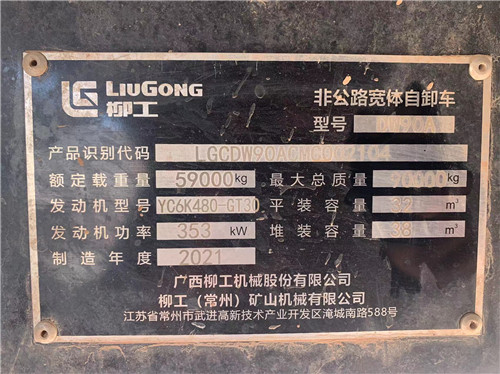 LIUGONG
柳工
非公路宽体自卸车
型号
产品识别代码
额定载重量 59000 kg 最大总质量 90000 kg
发动机型号 YC6K480-GT30 平装容量 32 m³
发动机功率 353 kW 堆装容量 38 m³
制造年度 2021
广西柳工机械股份有限公司
柳工（常州）矿山机械有限公司
江苏省常州市武进高新技术产业开发区淹城南路588号